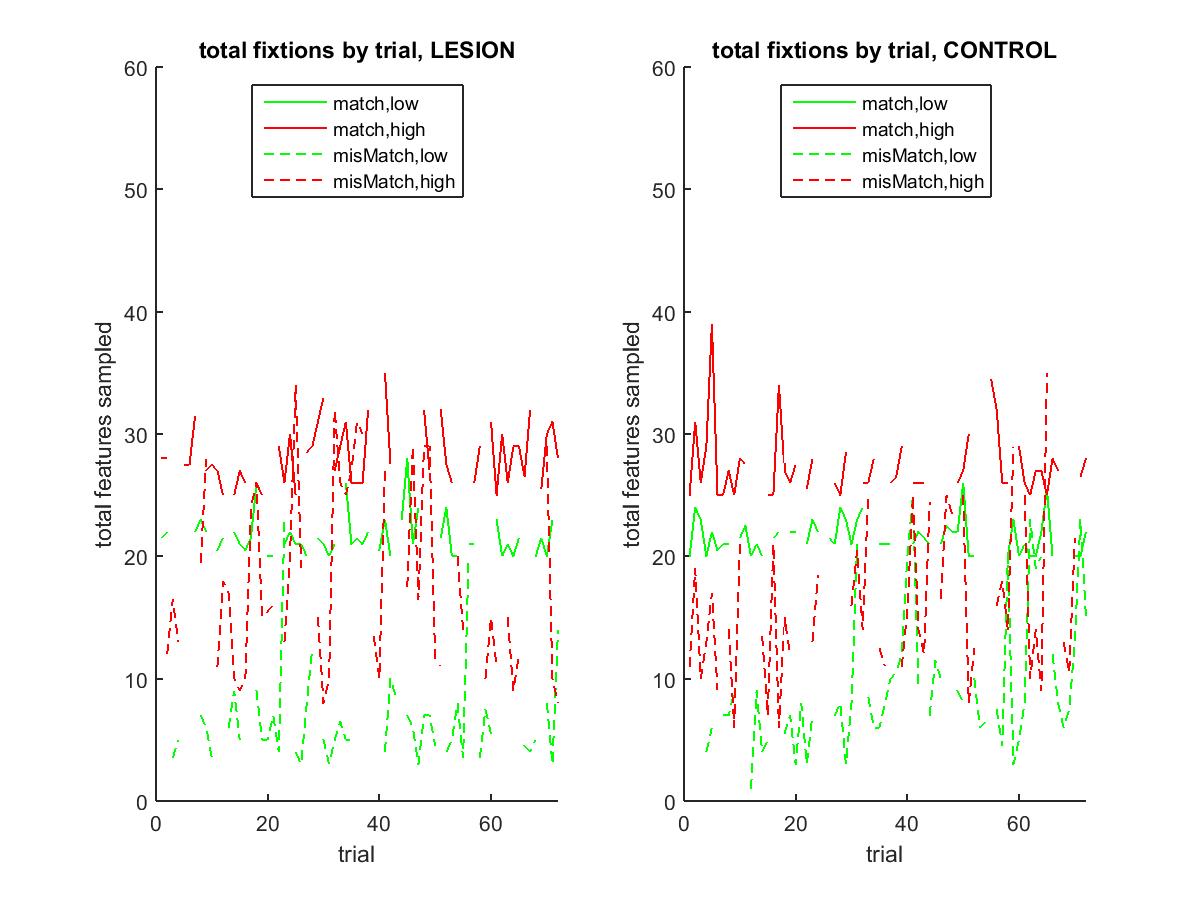 total fixtions by trial, LESION
match,low
match,high
misMatch,low
misMatch,high
total features sampled
60
50
40
30
20
10
0
0 20 40 60
trial
total fixtions by trial, CONTROL
match,low
match,high
misMatch,low
misMatch,high
total features sampled
60
50
40
30
20
10
0
0 20 40 60
trial